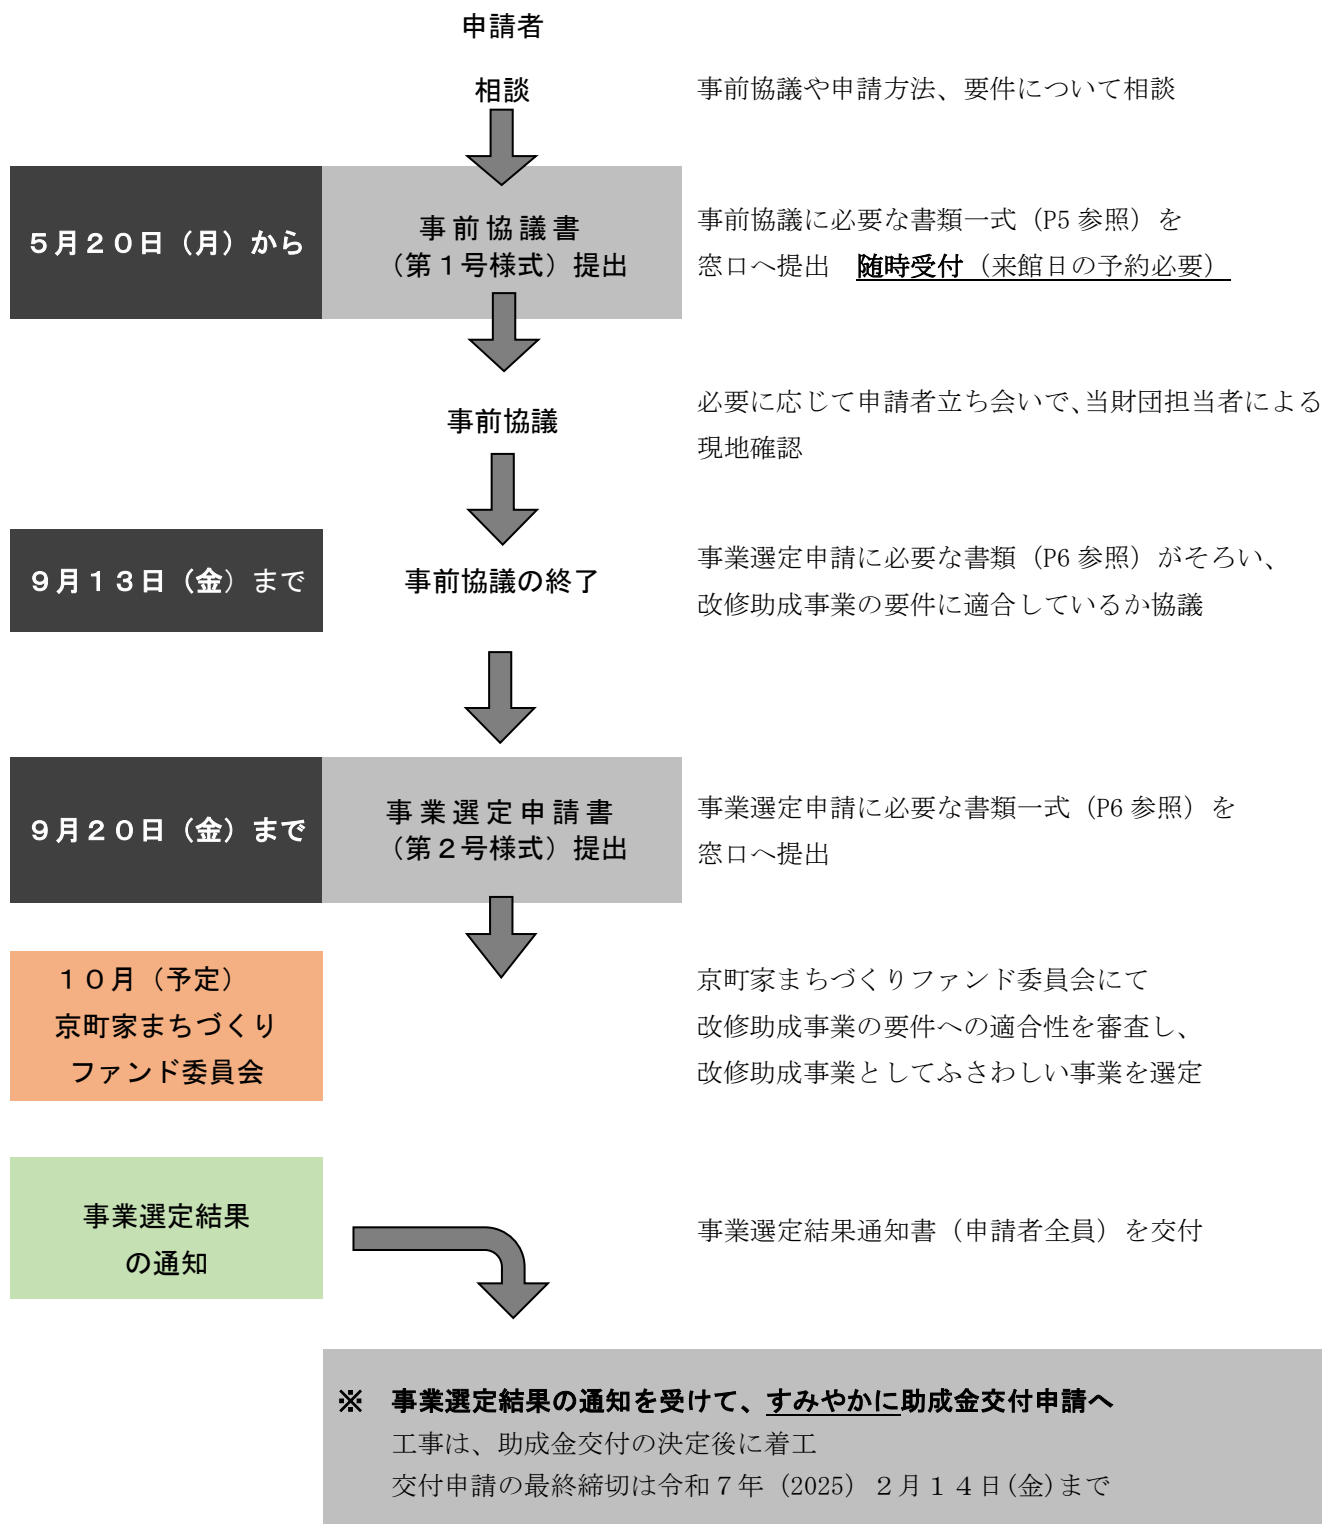 申請者
相談
事前協議や申請方法、要件について相談
５月２０日（月）から
事前協議書
（第１号様式）提出
事前協議に必要な書類一式（P5 参照）を
窓口へ提出　随時受付（来館日の予約必要）
事前協議
必要に応じて申請者立ち会いで、当財団担当者による
現地確認
９月１３日（金）まで
事前協議の終了
事業選定申請に必要な書類（P6 参照）がそろい、
改修助成事業の要件に適合しているか協議
９月２０日（金）まで
事業選定申請書
（第２号様式）提出
事業選定申請に必要な書類一式（P6 参照）を
窓口へ提出
１０月（予定）
京町家まちづくり
ファンド委員会
京町家まちづくりファンド委員会にて
改修助成事業の要件への適合性を審査し、
改修助成事業としてふさわしい事業を選定
事業選定結果
の通知
事業選定結果通知書（申請者全員）を交付
※　事業選定結果の通知を受けて、すみやかに助成金交付申請へ
工事は、助成金交付の決定後に着工
交付申請の最終締切は令和７年（2025）２月１４日(金)まで